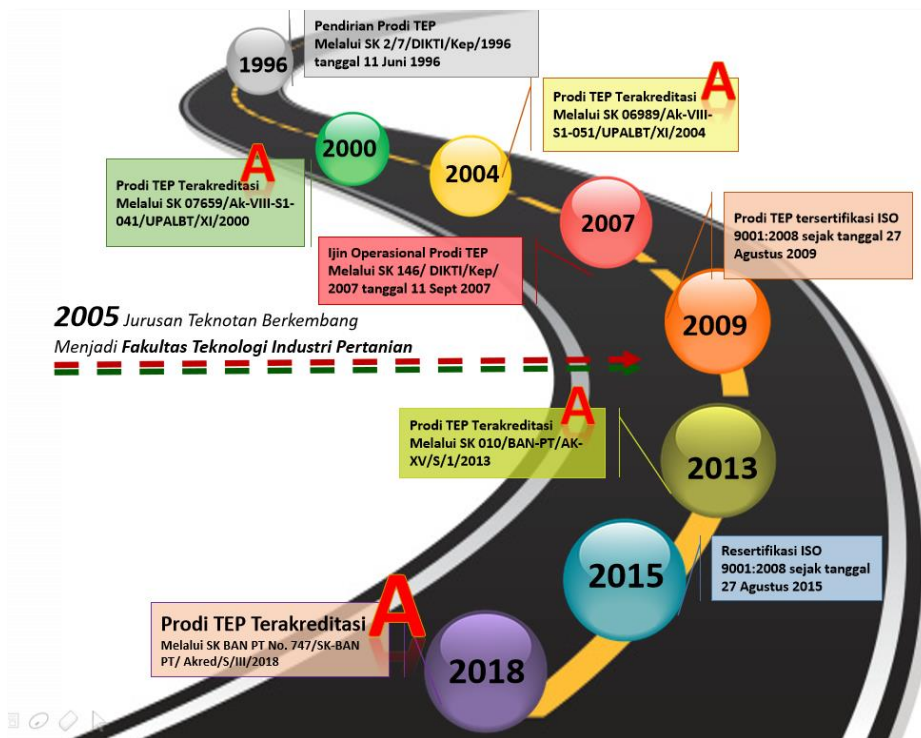 1996
Pendirian Prodi TEP
Melalui SK 2/7/DIKTI/Kep/1996
tanggal 11 Juni 1996
2000
A
Prodi TEP Terakreditasi
Melalui SK 07659/Ak-VIII-S1-
041/UPALBT/XI/2000
2004
A
Prodi TEP Terakreditasi
Melalui SK 06989/Ak-VIII-
S1-051/UPALBT/XI/2004
2007
Ijin Operasional Prodi TEP
Melalui SK 146/ DIKTI/Kep/
2007 tanggal 11 Sept 2007
2009
Prodi TEP tersertifikasi ISO
9001:2008 sejak tanggal 27
Agustus 2009
2005 Jurusan Teknotan Berkembang
Menjadi Fakultas Teknologi Industri Pertanian
2013
A
Prodi TEP Terakreditasi
Melalui SK 010/BAN-PT/AK-
XV/S/1/2013
2015
Resertifikasi ISO
9001:2008 sejak tanggal
27 Agustus 2015
2018
A
Prodi TEP Terakreditasi
Melalui SK BAN PT No. 747/SK-BAN
PT/ Akred/S/III/2018